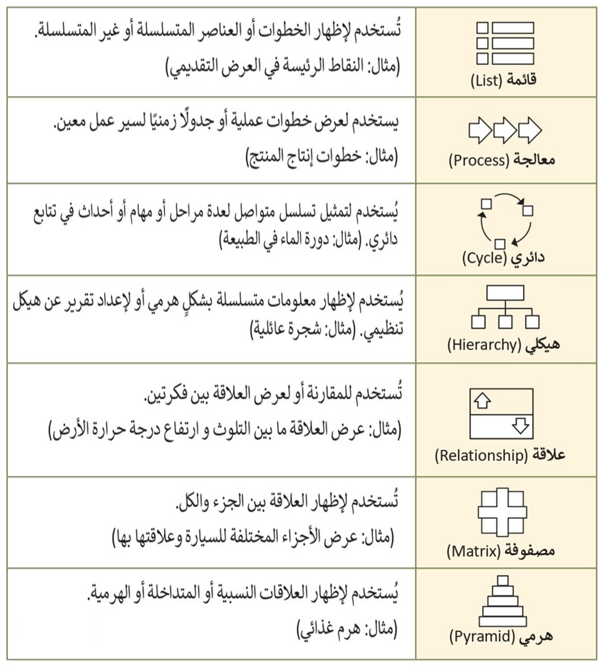 قائمة (List)
تُستخدم لإظهار الخطوات أو العناصر المتسلسلة أو غير المتسلسلة.
(مثال: النقاط الرئيسة في العرض التقديمي)
معالجة (Process)
يستخدم لعرض خطوات عملية أو جدولًا زمنيًا لسير عمل معين.
(مثال: خطوات إنتاج المنتج)
دائري (Cycle)
يُستخدم لتمثيل تسلسل متواصل لعدة مراحل أو مهام أو أحداث في تتابع
دائري. (مثال: دورة الماء في الطبيعة)
هيكلي (Hierarchy)
يُستخدم لإظهار معلومات متسلسلة بشكلٍ هرمي أو لإعداد تقرير عن هيكل
تنظيمي. (مثال: شجرة عائلية)
علاقة (Relationship)
تُستخدم للمقارنة أو لعرض العلاقة بين فكرتين.
(مثال: عرض العلاقة ما بين التلوث و ارتفاع درجة حرارة الأرض)
مصفوفة (Matrix)
تُستخدم لإظهار العلاقة بين الجزء والكل.
(مثال: عرض الأجزاء المختلفة للسيارة وعلاقتها بها)
هرمي (Pyramid)
يُستخدم لإظهار العلاقات النسبية أو المتداخلة أو الهرمية.
(مثال: هرم غذائي)